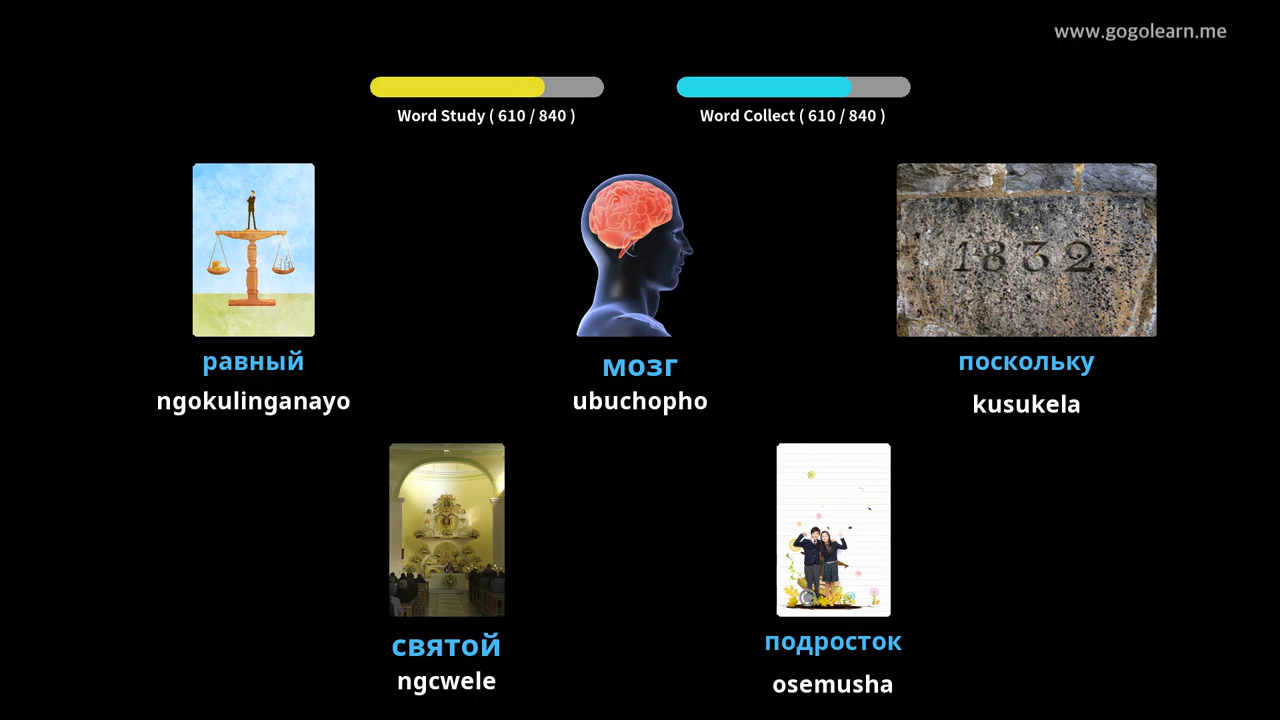 www.gogolearn.me
Word Study ( 610 / 840 )
Word Collect ( 610 / 840 )
1832.
равный
ngokulinganayo
мозг
ubuchopho
поскольку
kusukela
святой
ngcwele
подросток
osemusha